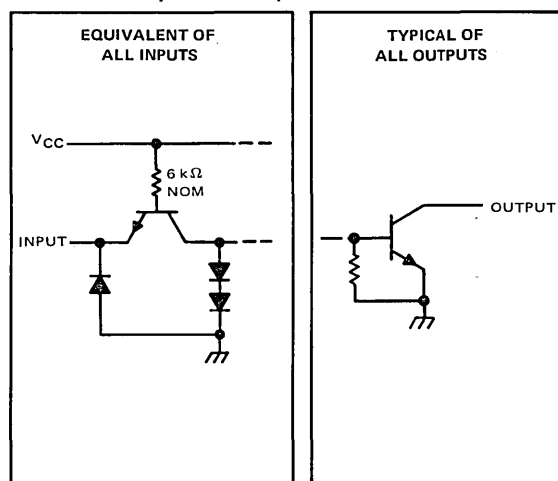 EQUIVALENT OF
ALL INPUTS
VCC
6 kΩ
NOM
INPUT
TYPICAL OF
ALL OUTPUTS
OUTPUT